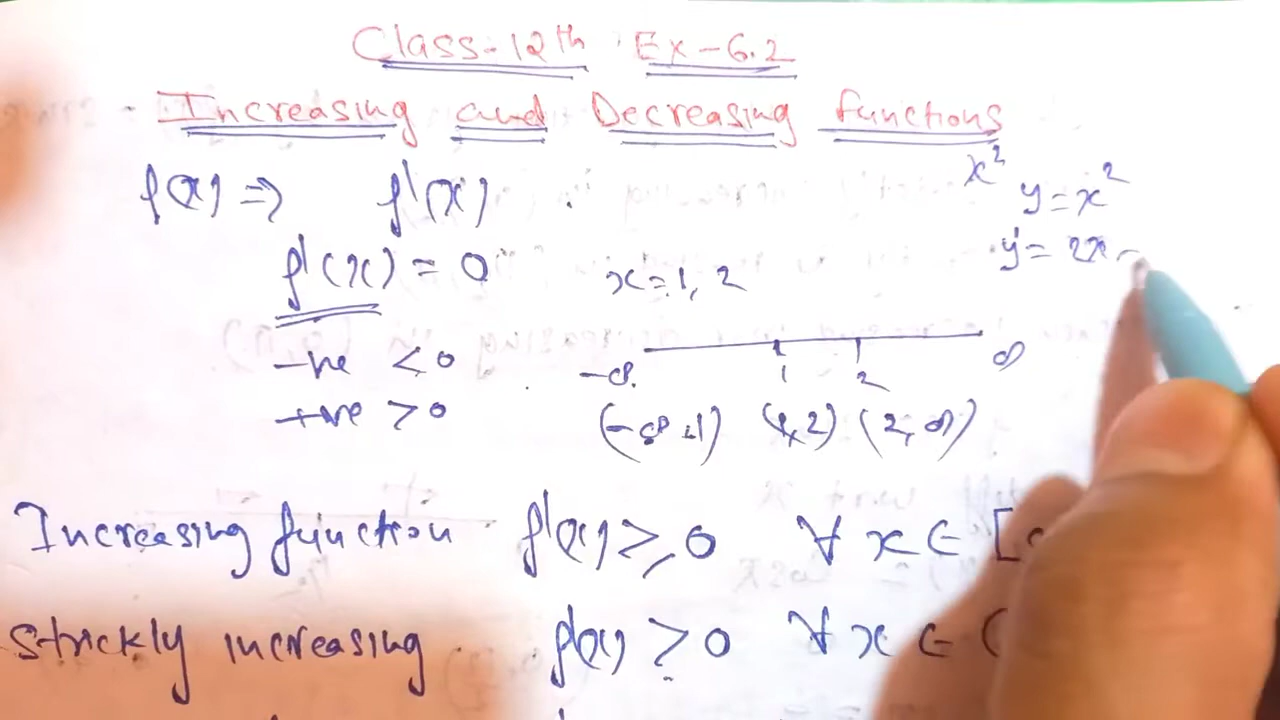 Class-12th Ex-6.2
Increasing and Decreasing functions
f(x) ⇒ f'(x)
x²
y = x²
y' = 2x -
f'(x) = 0
x = 1, 2
-ve < 0
+ve > 0
-∞ 1 2 ∞
(-∞, 1) (1, 2) (2, ∞)
Increasing function f'(x) ≥ 0 ∀ x ∈ [
Strickly increasing f'(x) > 0 ∀ x ∈ (